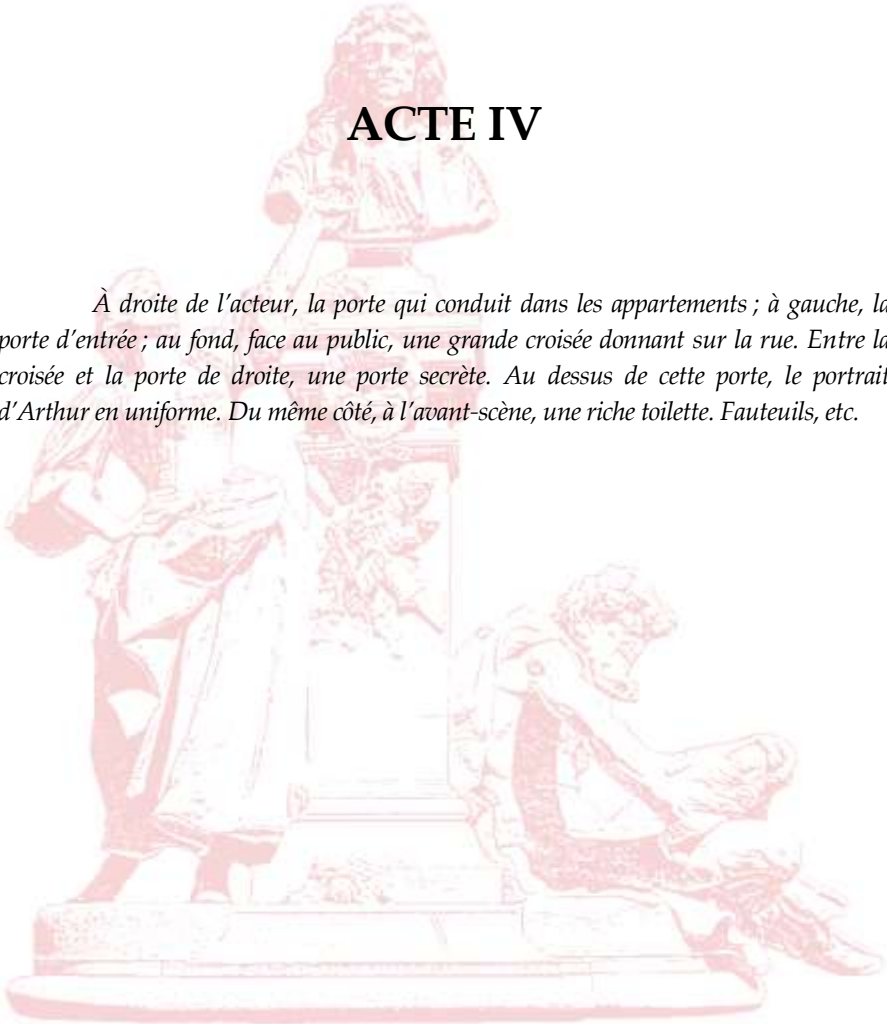 ACTE IV
À droite de l'acteur, la porte qui conduit dans les appartements ; à gauche, la
porte d'entrée ; au fond, face au public, une grande croisée donnant sur la rue. Entre la
croisée et la porte de droite, une porte secrète. Au dessus de cette porte, le portrait
d'Arthur en uniforme. Du même côté, à l'avant-scène, une riche toilette. Fauteuils, etc.